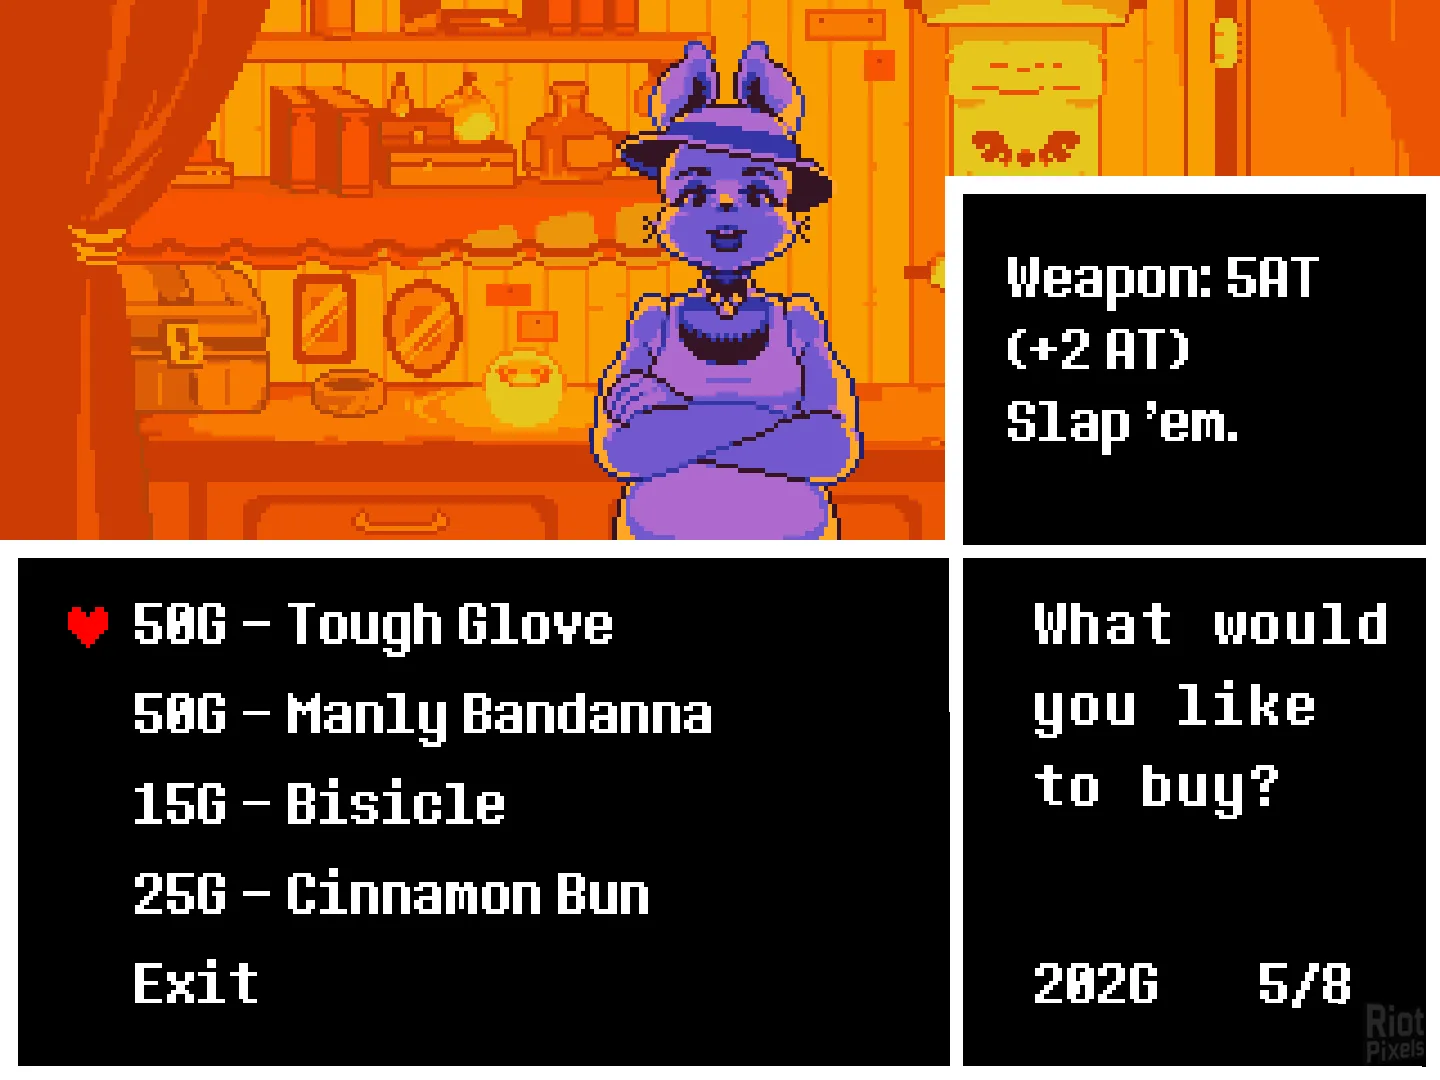 Weapon: 5AT
(+2 AT)
Slap 'em.
50G - Tough Glove
50G - Manly Bandanna
15G - Bisicle
25G - Cinnamon Bun
Exit
What would
you like
to buy?
202G 5/8
Riot
Pixels